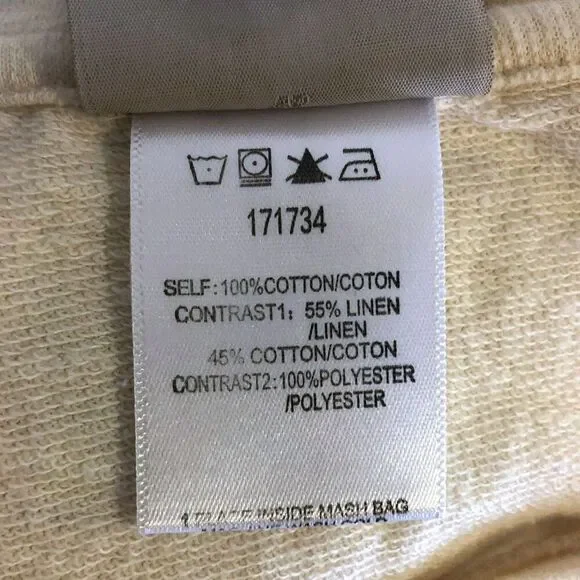 171734
SELF:100%COTTON/COTON
CONTRAST1: 55% LINEN
/LINEN
45% COTTON/COTON
CONTRAST2:100%POLYESTER
/POLYESTER
INSIDE MASH BAG